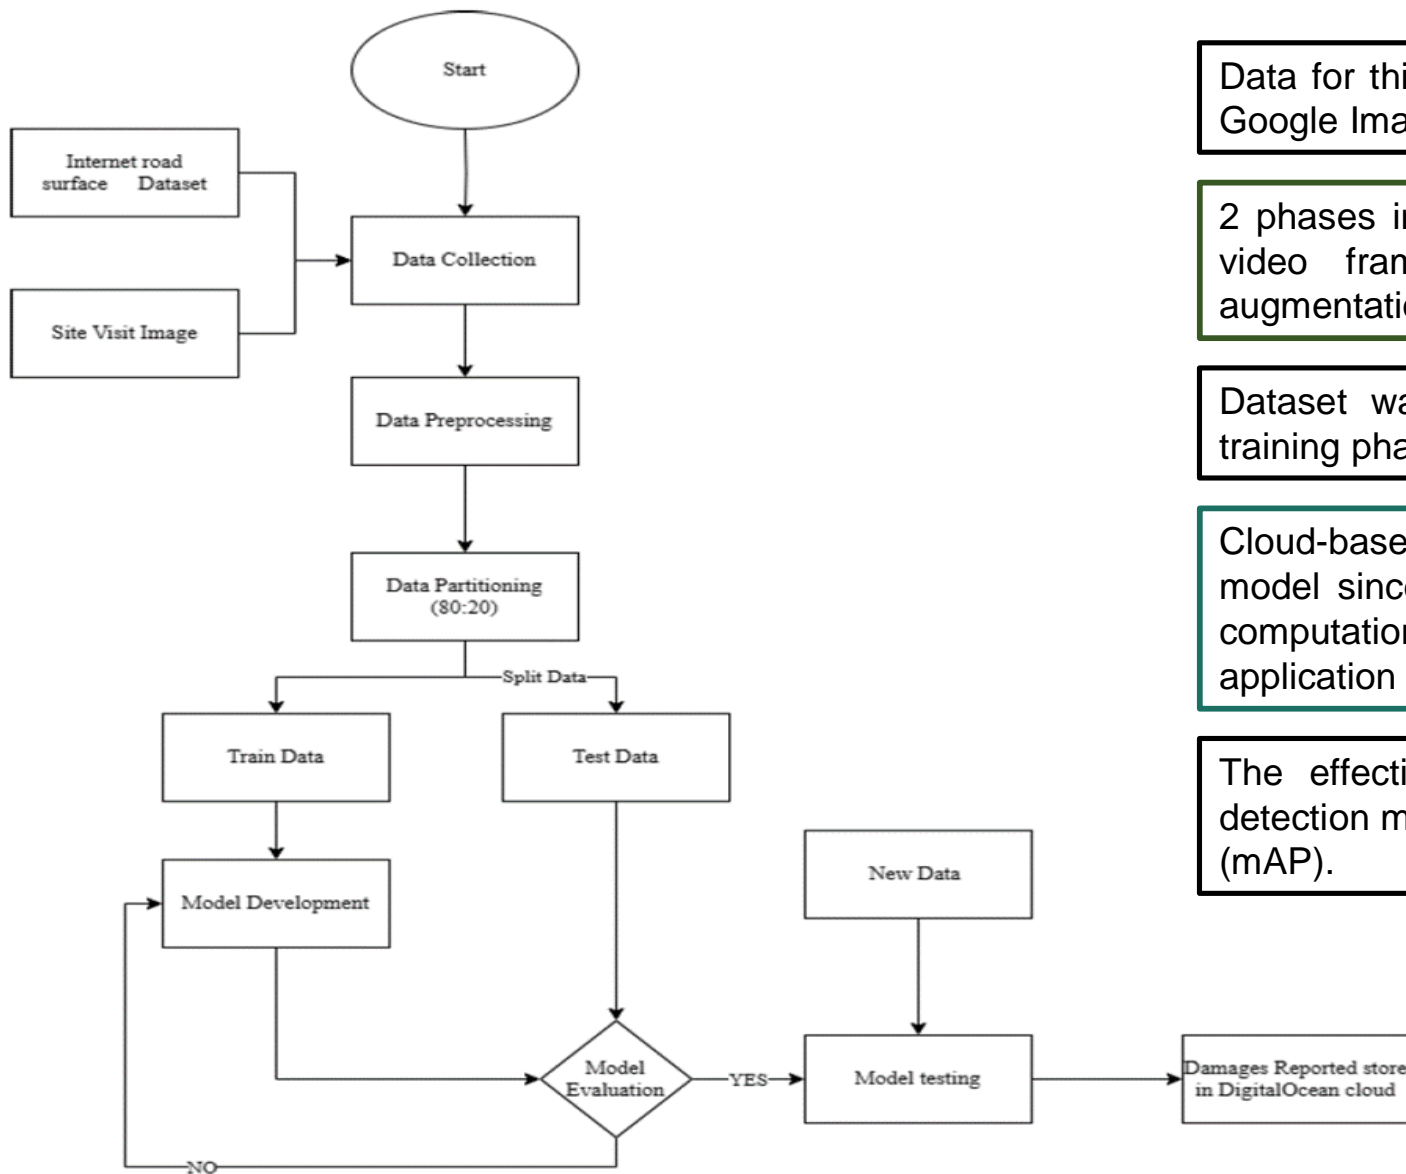 Start
Internet road
surface Dataset
Data Collection
Site Visit Image
Data Preprocessing
Data Partitioning
(80:20)
Split Data
Train Data
Test Data
Model Development
New Data
Model
Evaluation
YES
Model testing
Damages Reported store
in DigitalOcean cloud
NO
Data for thi
Google Ima
2 phases i
video fram
augmentati
Dataset wa
training pha
Cloud-base
model since
computation
application
The effecti
detection m
(mAP).